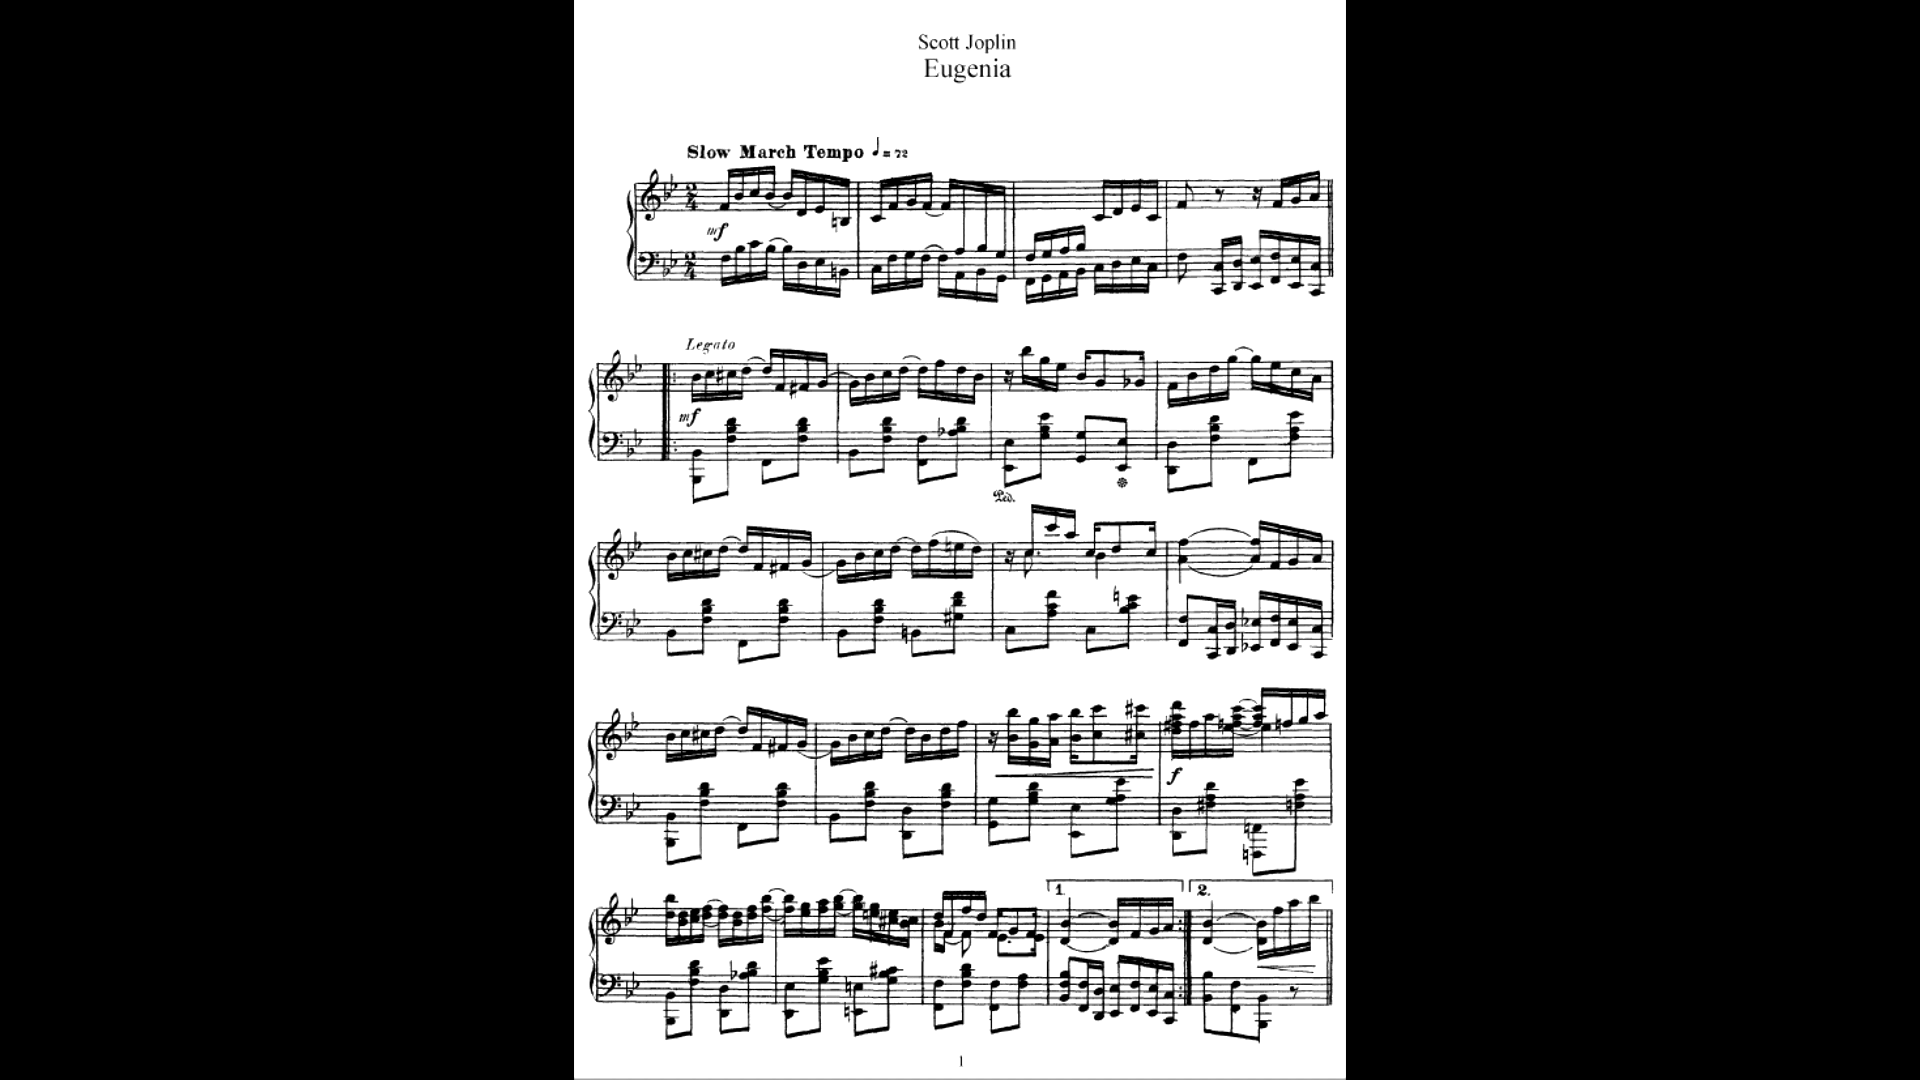 Scott Joplin
Eugenia
Slow March Tempo ♩= 72
mf
Legato
mf
Ped.
f
1.
2.
1